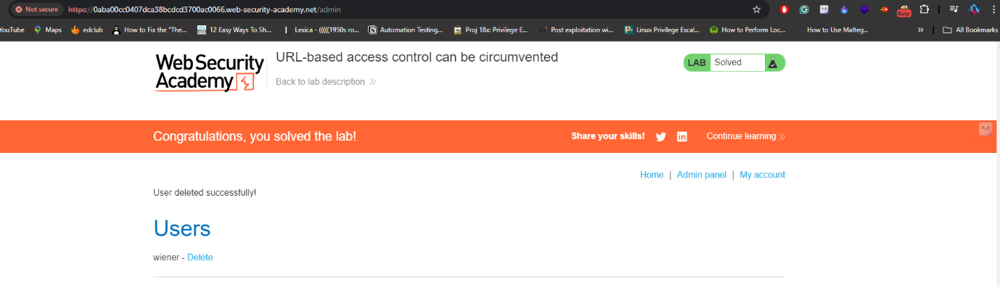 Not secure https://0aba00cc0407dca38bcdcd3700ac0066.web-security-academy.net/admin
Burp
YouTube Maps edclub How to Fix the "The... 12 Easy Ways To Sh... Lexica - (((((1950s ro... Automation Testing... Proj 18x: Privilege E... Post exploitation wi... Linux Privilege Escal... How to Perform Loc... How to Use Malteg... » All Bookmarks
WebSecurity
Academy
URL-based access control can be circumvented
Back to lab description
LAB Solved
Congratulations, you solved the lab!
Share your skills! Continue learning
Home | Admin panel | My account
User deleted successfully!
Users
wiener - Delete